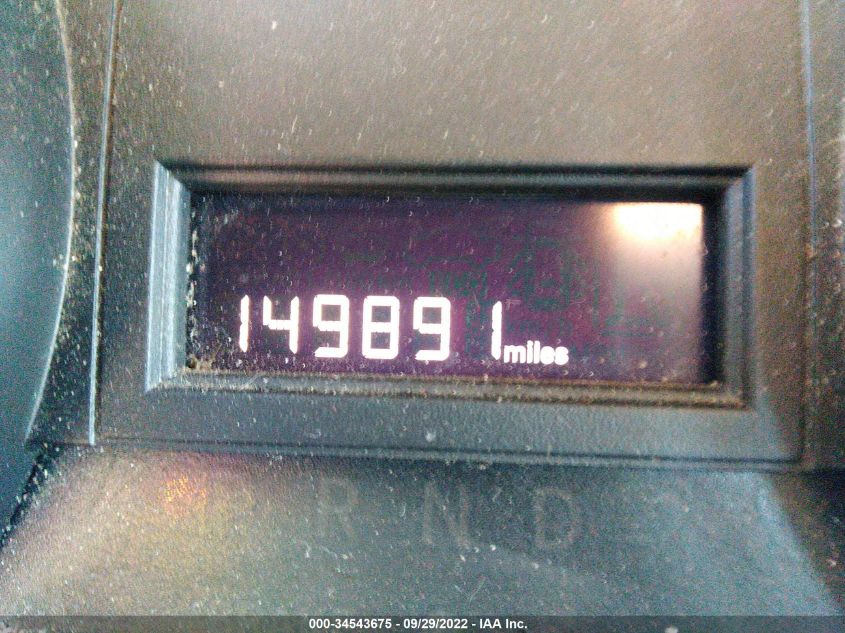 149891 miles
R N D
000-34543675 - 09/29/2022 - IAA Inc.